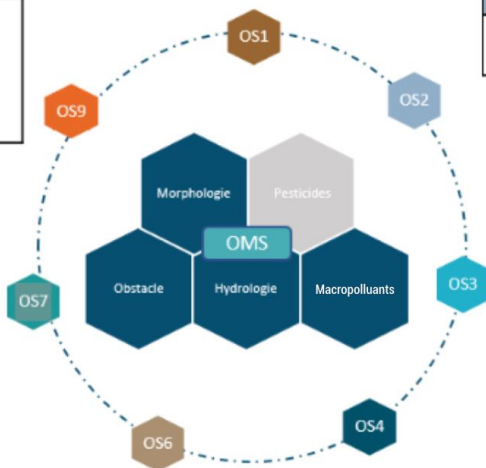 OS1
OS9
OS2
Morphologie
Pesticides
OMS
OS7
Obstacle
Hydrologie
Macropolluants
OS3
OS6
OS4